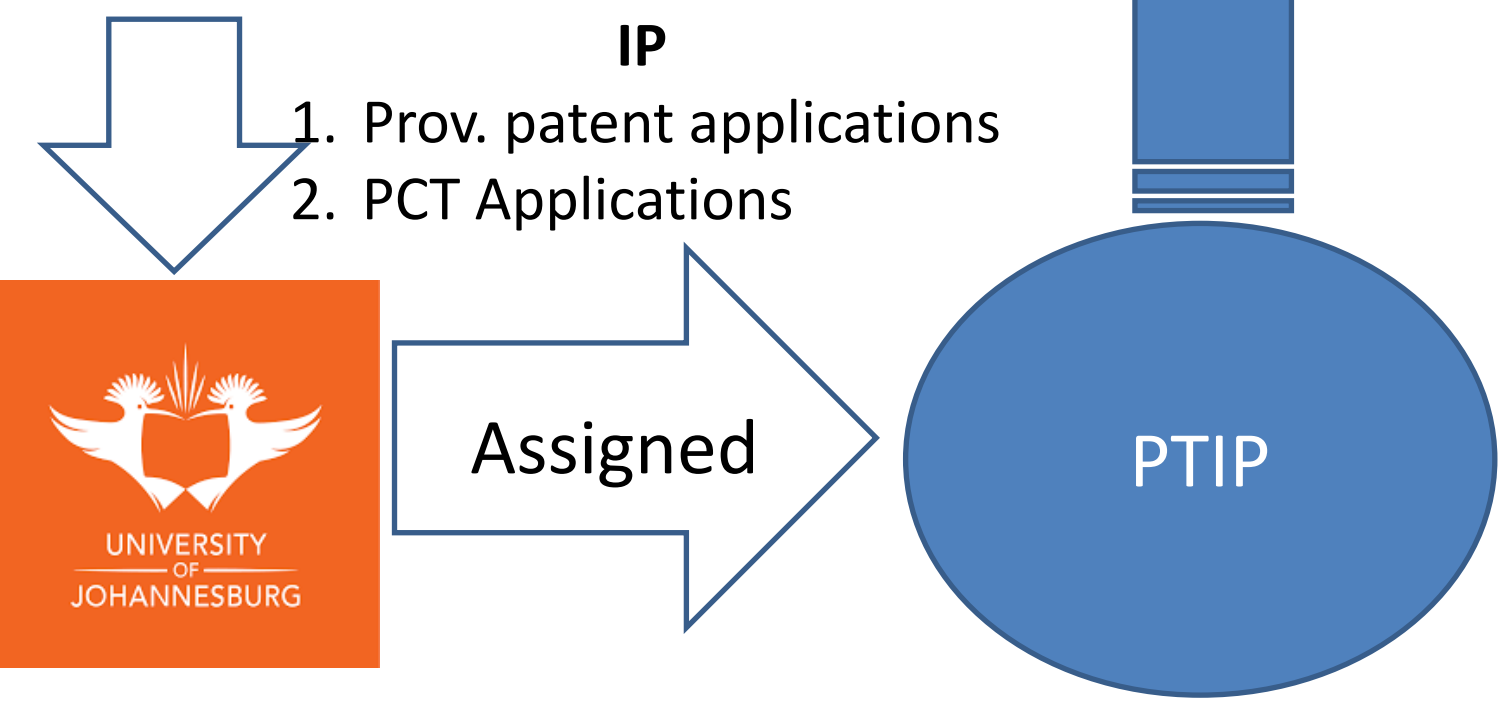 IP
1. Prov. patent applications
2. PCT Applications
Assigned
PTIP
UNIVERSITY
OF
JOHANNESBURG